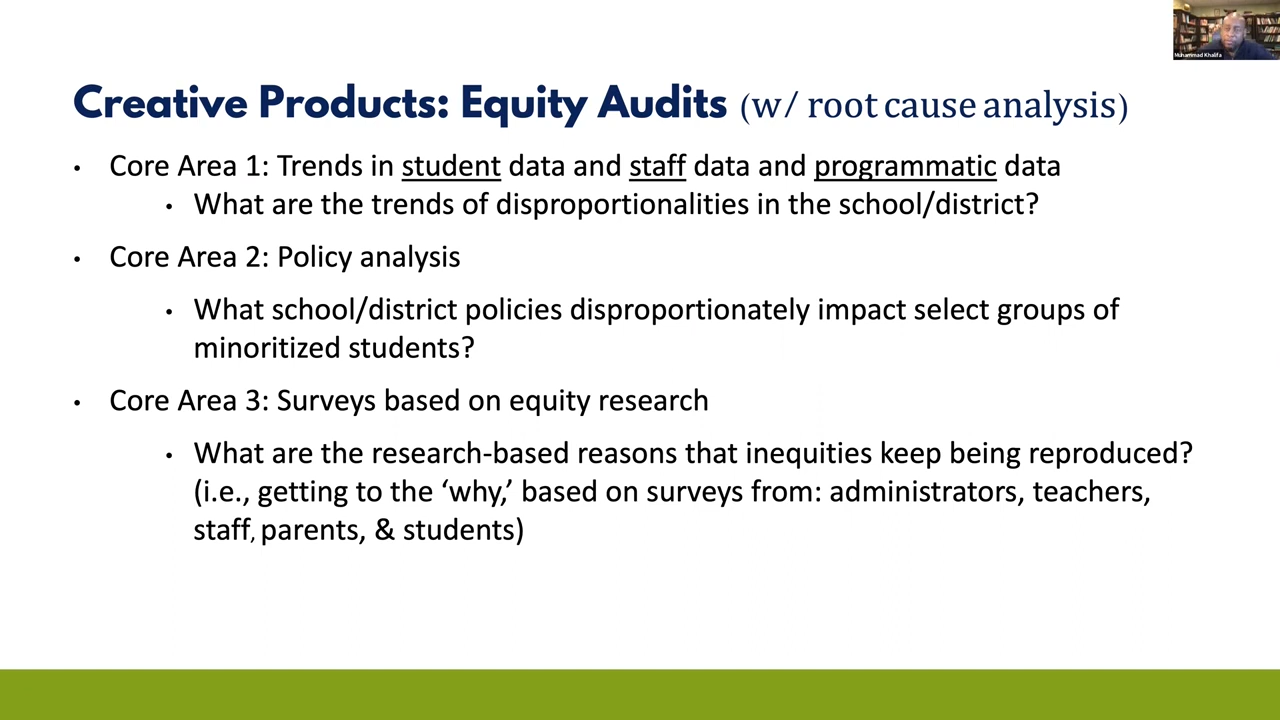 Muhammad Khalifa
Creative Products: Equity Audits (w/ root cause analysis)
• Core Area 1: Trends in student data and staff data and programmatic data
• What are the trends of disproportionalities in the school/district?
• Core Area 2: Policy analysis
• What school/district policies disproportionately impact select groups of
minoritized students?
• Core Area 3: Surveys based on equity research
• What are the research-based reasons that inequities keep being reproduced?
(i.e., getting to the ‘why,’ based on surveys from: administrators, teachers,
staff, parents, & students)